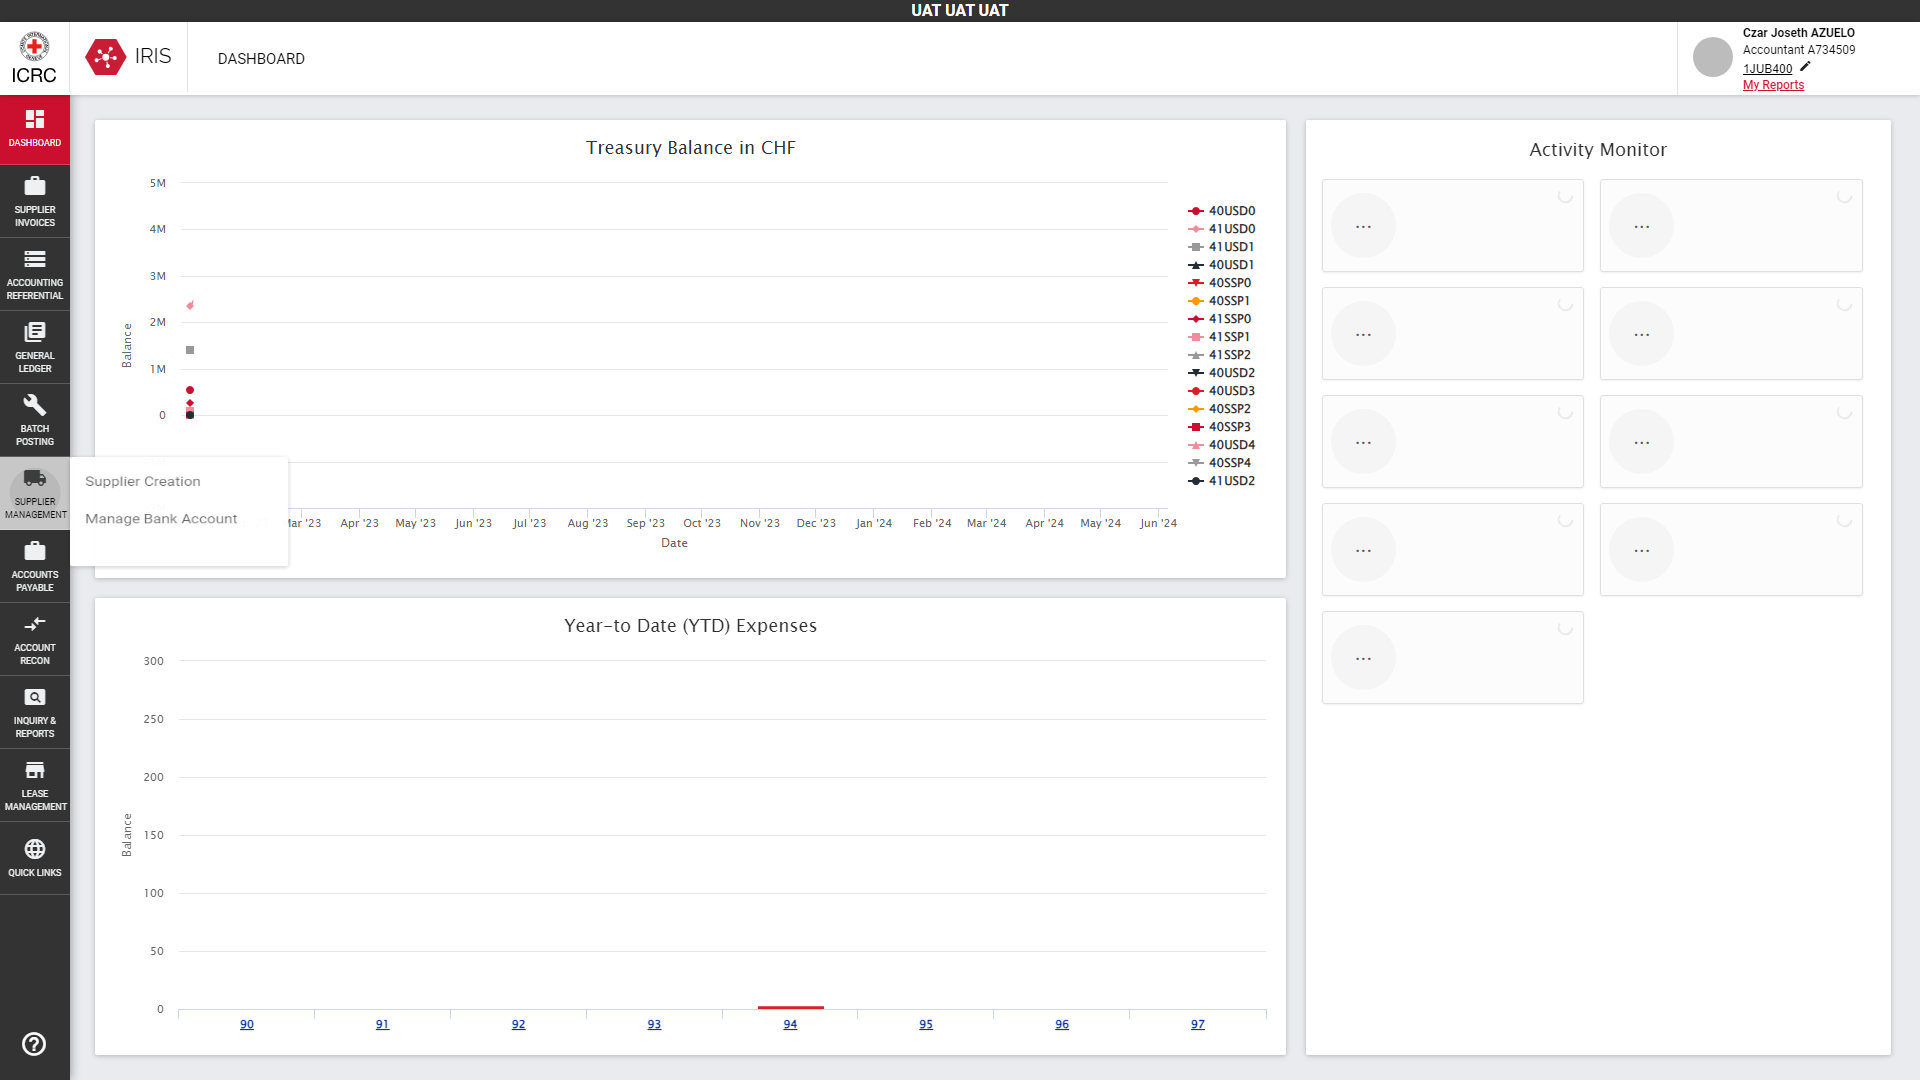 UAT UAT UAT
ICRC
IRIS
DASHBOARD
Czar Joseth AZUELO
Accountant A734509
1JUB400
My Reports
DASHBOARD
SUPPLIER
INVOICES
ACCOUNTING
REFERENTIAL
GENERAL
LEDGER
BATCH
POSTING
SUPPLIER
MANAGEMENT
ACCOUNTS
PAYABLE
ACCOUNT
RECON
INQUIRY &
REPORTS
LEASE
MANAGEMENT
QUICK LINKS
Supplier Creation
Manage Bank Account
Treasury Balance in CHF
5M
4M
3M
2M
1M
0
Balance
Mar '23
Apr '23
May '23
Jun '23
Jul '23
Aug '23
Sep '23
Oct '23
Nov '23
Dec '23
Jan '24
Feb '24
Mar '24
Apr '24
May '24
Jun '24
Date
40USD0
41USD0
41USD1
40USD1
40SSP0
40SSP1
41SSP0
41SSP1
41SSP2
40USD2
40USD3
40SSP2
40SSP3
40USD4
40SSP4
41USD2
Year-to Date (YTD) Expenses
300
250
200
150
100
50
0
Balance
90
91
92
93
94
95
96
97
Activity Monitor
...
...
...
...
...
...
...
...
...